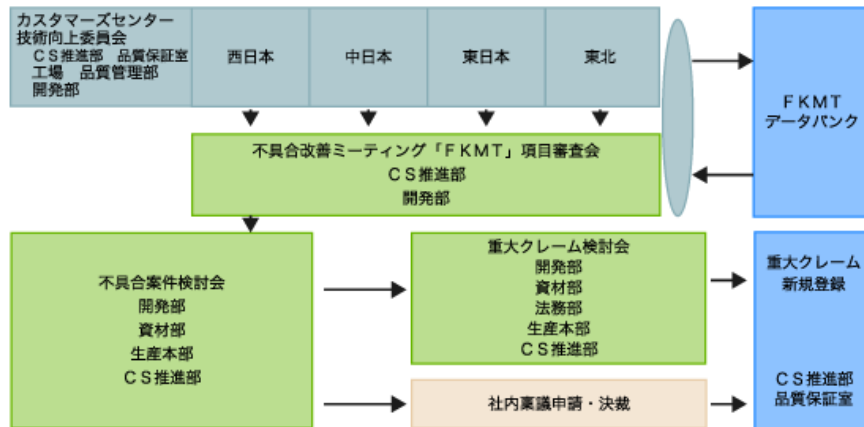 カスタマーズセンター
技術向上委員会
ＣＳ推進部　品質保証室
工場　品質管理部
開発部
西日本
中日本
東日本
東北
ＦＫＭＴ
データバンク
不具合改善ミーティング「ＦＫＭＴ」項目審査会
ＣＳ推進部
開発部
不具合案件検討会
開発部
資材部
生産本部
ＣＳ推進部
重大クレーム検討会
開発部
資材部
法務部
生産本部
ＣＳ推進部
社内稟議申請・決裁
重大クレーム
新規登録
ＣＳ推進部
品質保証室